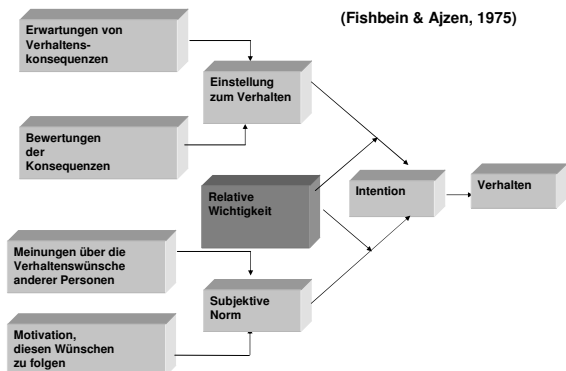 (Fishbein & Ajzen, 1975)
Erwartungen von
Verhaltens-
konsequenzen
Einstellung
zum Verhalten
Bewertungen
der
Konsequenzen
Relative
Wichtigkeit
Intention
Verhalten
Meinungen über die
Verhaltenswünsche
anderer Personen
Subjektive
Norm
Motivation,
diesen Wünschen
zu folgen